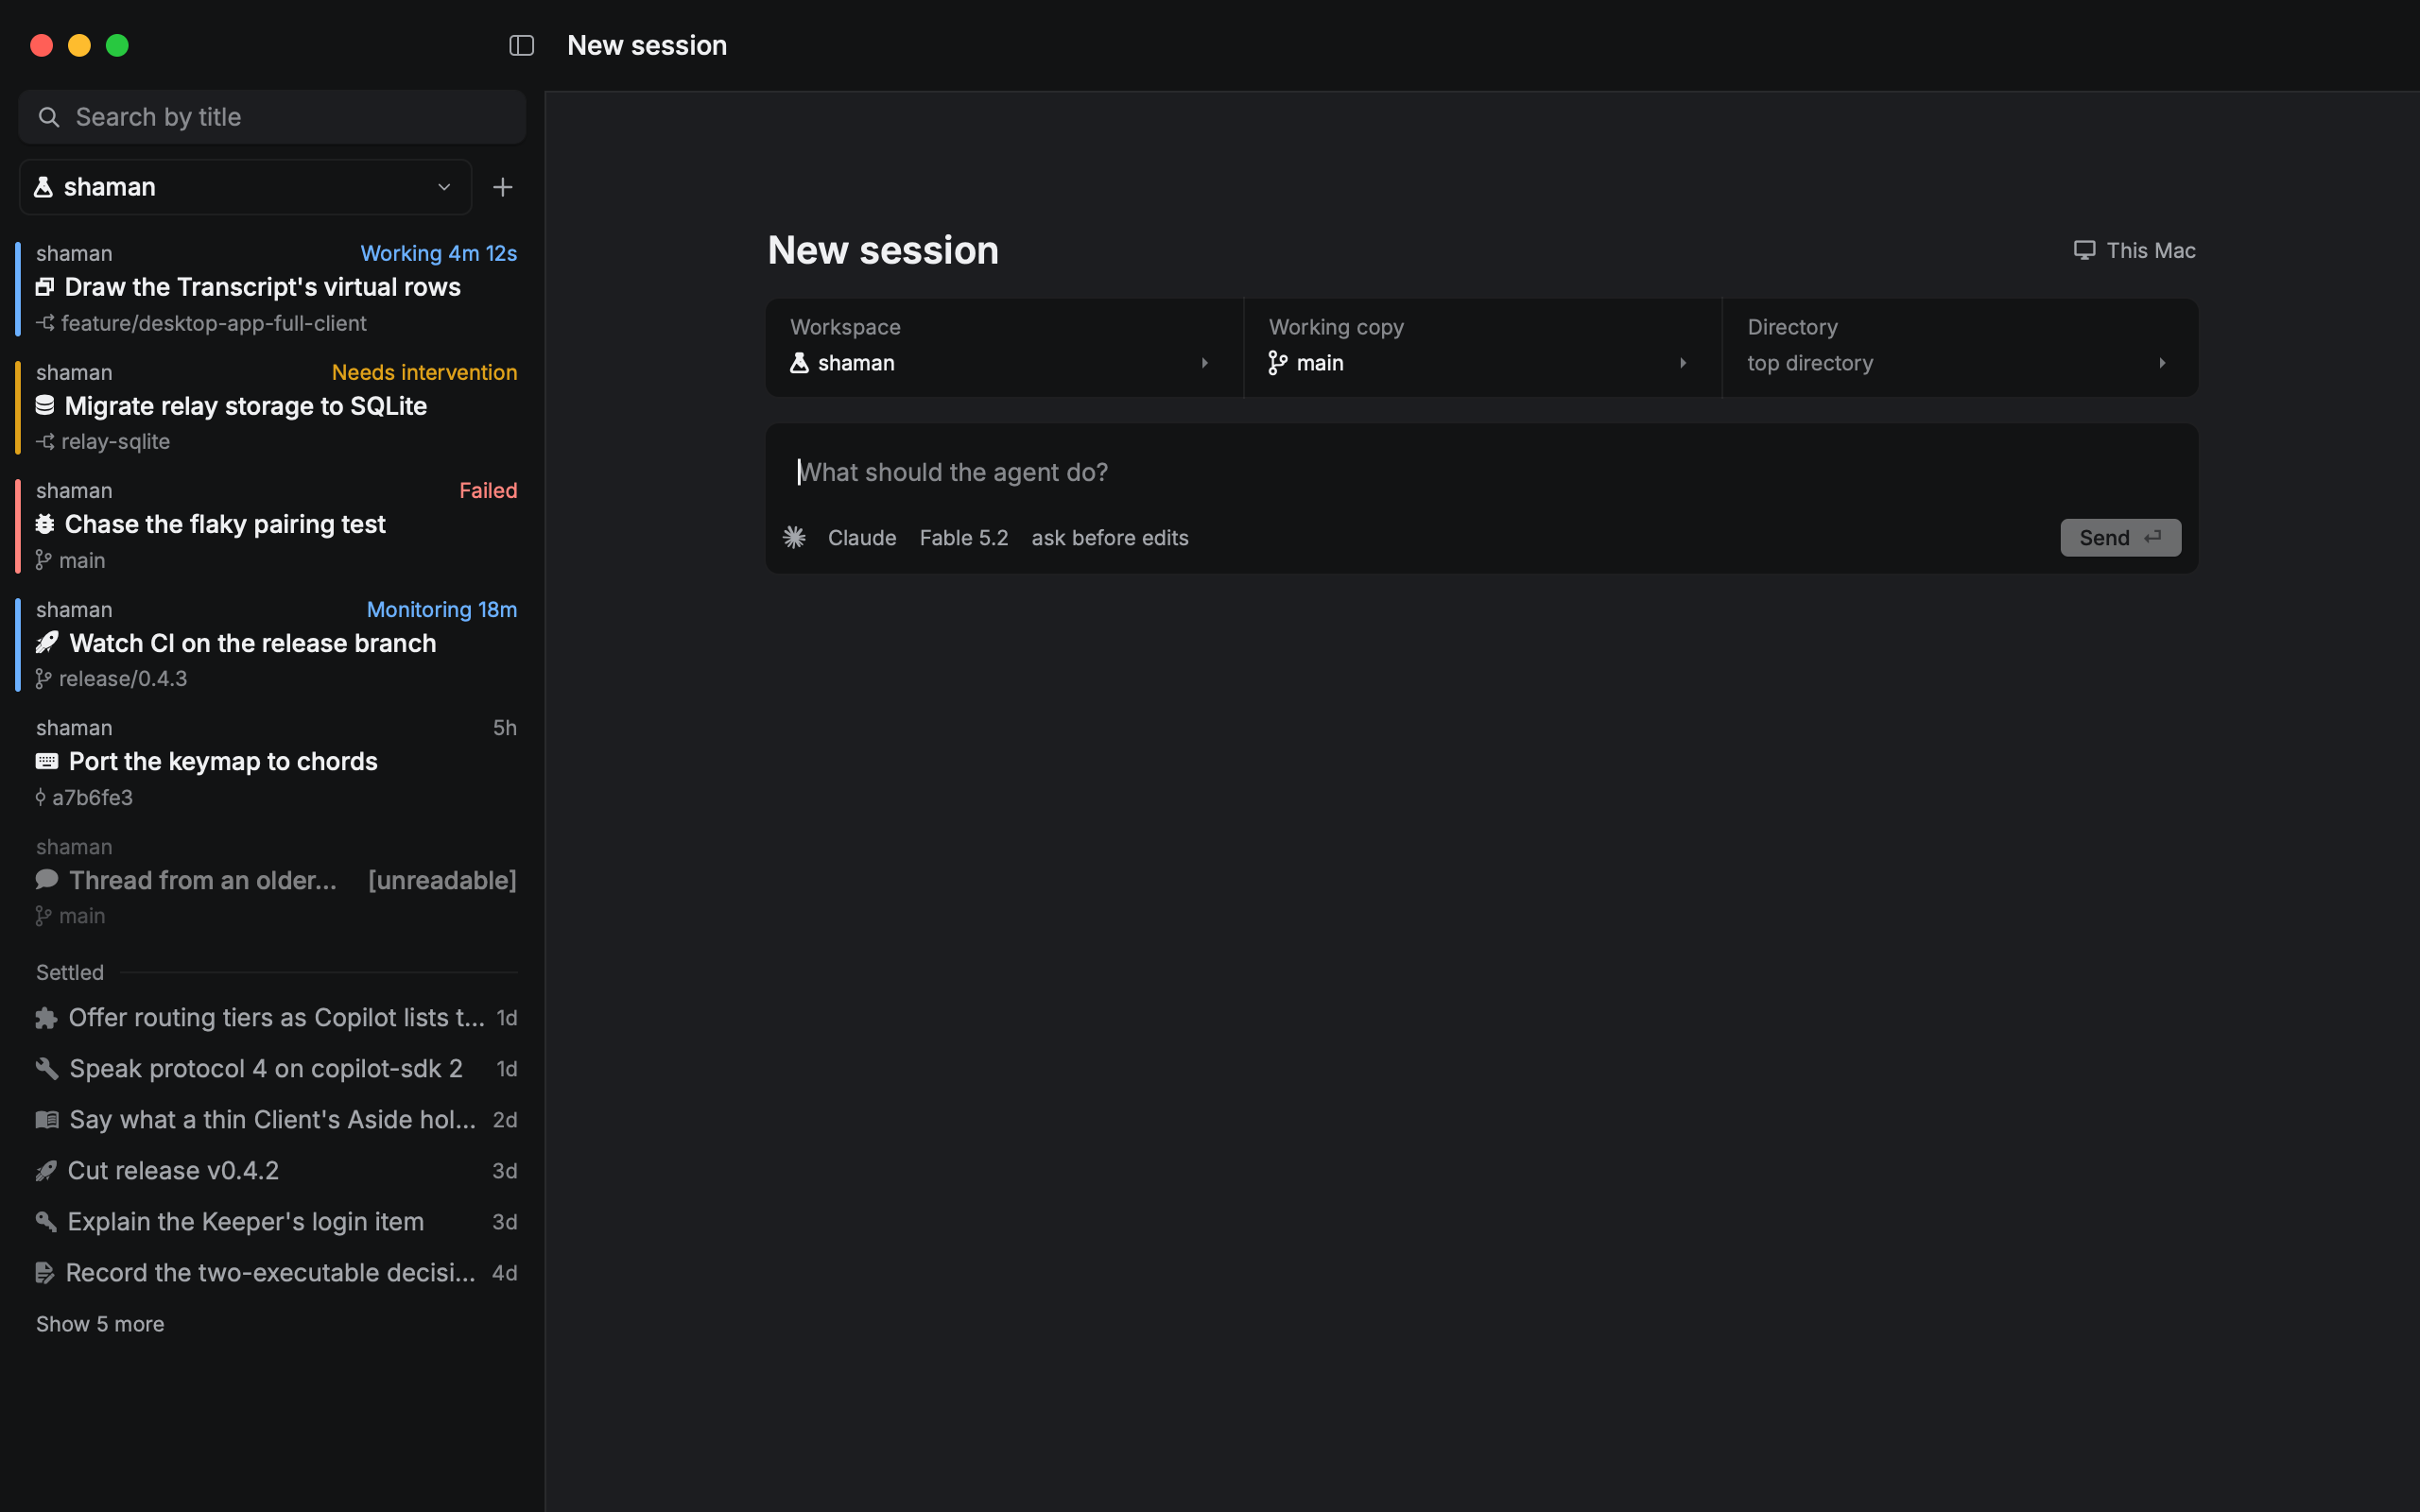 New session
Search by title
shaman
shaman Working 4m 12s
Draw the Transcript's virtual rows
feature/desktop-app-full-client
shaman Needs intervention
Migrate relay storage to SQLite
relay-sqlite
shaman Failed
Chase the flaky pairing test
main
shaman Monitoring 18m
Watch CI on the release branch
release/0.4.3
shaman 5h
Port the keymap to chords
a7b6fe3
shaman
Thread from an older... [unreadable]
main
Settled
Offer routing tiers as Copilot lists t... 1d
Speak protocol 4 on copilot-sdk 2 1d
Say what a thin Client's Aside hol... 2d
Cut release v0.4.2 3d
Explain the Keeper's login item 3d
Record the two-executable decisi... 4d
Show 5 more
New session This Mac
Workspace Working copy Directory
shaman main top directory
What should the agent do?
Claude Fable 5.2 ask before edits Send